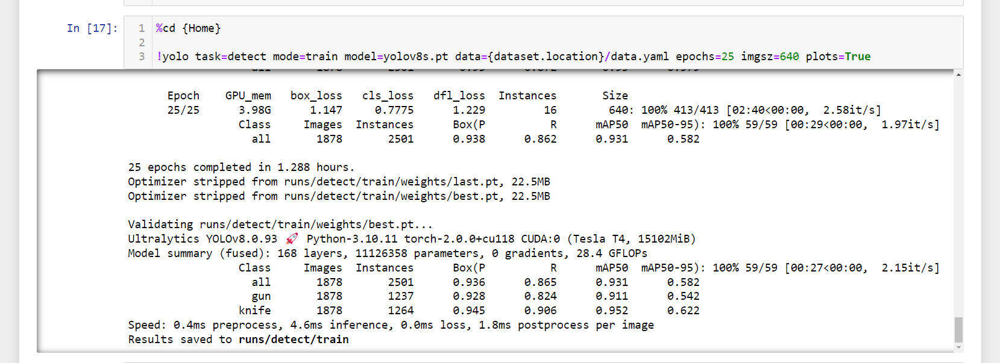 In [17]:
1 %cd {Home}
2
3 !yolo task=detect mode=train model=yolov8s.pt data={dataset.location}/data.yaml epochs=25 imgsz=640 plots=True
Epoch GPU_mem box_loss cls_loss dfl_loss Instances Size
25/25 3.98G 1.147 0.7775 1.229 16 640: 100% 413/413 [02:40<00:00, 2.58it/s]
Class Images Instances Box(P R mAP50 mAP50-95): 100% 59/59 [00:29<00:00, 1.97it/s]
all 1878 2501 0.938 0.862 0.931 0.582
25 epochs completed in 1.288 hours.
Optimizer stripped from runs/detect/train/weights/last.pt, 22.5MB
Optimizer stripped from runs/detect/train/weights/best.pt, 22.5MB
Validating runs/detect/train/weights/best.pt...
Ultralytics YOLOv8.0.93 🚀 Python-3.10.11 torch-2.0.0+cu118 CUDA:0 (Tesla T4, 15102MiB)
Model summary (fused): 168 layers, 11126358 parameters, 0 gradients, 28.4 GFLOPs
Class Images Instances Box(P R mAP50 mAP50-95): 100% 59/59 [00:27<00:00, 2.15it/s]
all 1878 2501 0.936 0.865 0.931 0.582
gun 1878 1237 0.928 0.824 0.911 0.542
knife 1878 1264 0.945 0.906 0.952 0.622
Speed: 0.4ms preprocess, 4.6ms inference, 0.0ms loss, 1.8ms postprocess per image
Results saved to runs/detect/train